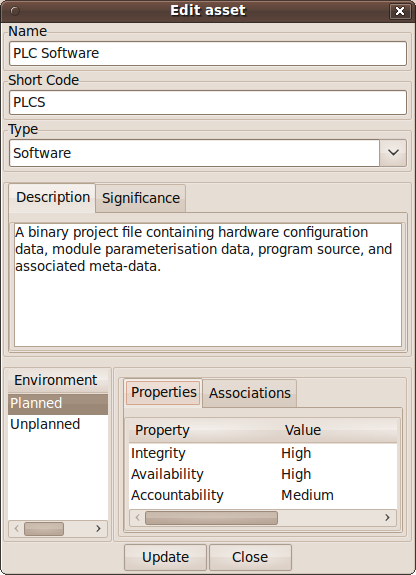 Edit asset
Name
PLC Software
Short Code
PLCS
Type
Software
Description Significance
A binary project file containing hardware configuration
data, module parameterisation data, program source, and
associated meta-data.
Environment
Planned
Unplanned
Properties Associations
Property Value
Integrity High
Availability High
Accountability Medium
Update Close